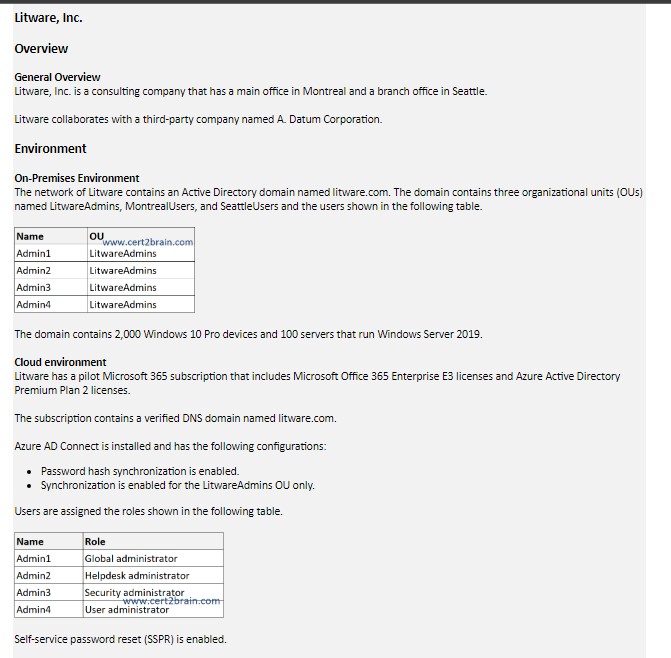 Litware, Inc.
Overview
General Overview
Litware, Inc. is a consulting company that has a main office in Montreal and a branch office in Seattle.
Litware collaborates with a third-party company named A. Datum Corporation.
Environment
On-Premises Environment
The network of Litware contains an Active Directory domain named litware.com. The domain contains three organizational units (OUs)
named LitwareAdmins, MontrealUsers, and SeattleUsers and the users shown in the following table.
Name OU
www.cert2brain.com
Admin1 LitwareAdmins
Admin2 LitwareAdmins
Admin3 LitwareAdmins
Admin4 LitwareAdmins
The domain contains 2,000 Windows 10 Pro devices and 100 servers that run Windows Server 2019.
Cloud environment
Litware has a pilot Microsoft 365 subscription that includes Microsoft Office 365 Enterprise E3 licenses and Azure Active Directory
Premium Plan 2 licenses.
The subscription contains a verified DNS domain named litware.com.
Azure AD Connect is installed and has the following configurations:
• Password hash synchronization is enabled.
• Synchronization is enabled for the LitwareAdmins OU only.
Users are assigned the roles shown in the following table.
Name Role
Admin1 Global administrator
Admin2 Helpdesk administrator
Admin3 Security administrator
www.cert2brain.com
Admin4 User administrator
Self-service password reset (SSPR) is enabled.